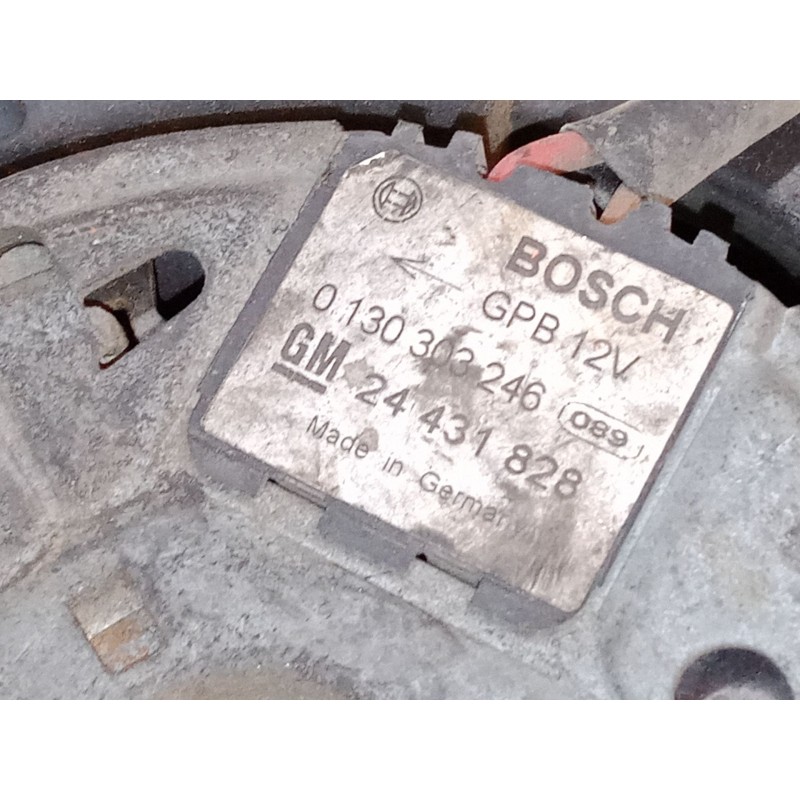 BOSCH
GPB 12V
0 130 303 246 089
GM 24 431 828
Made in Germany